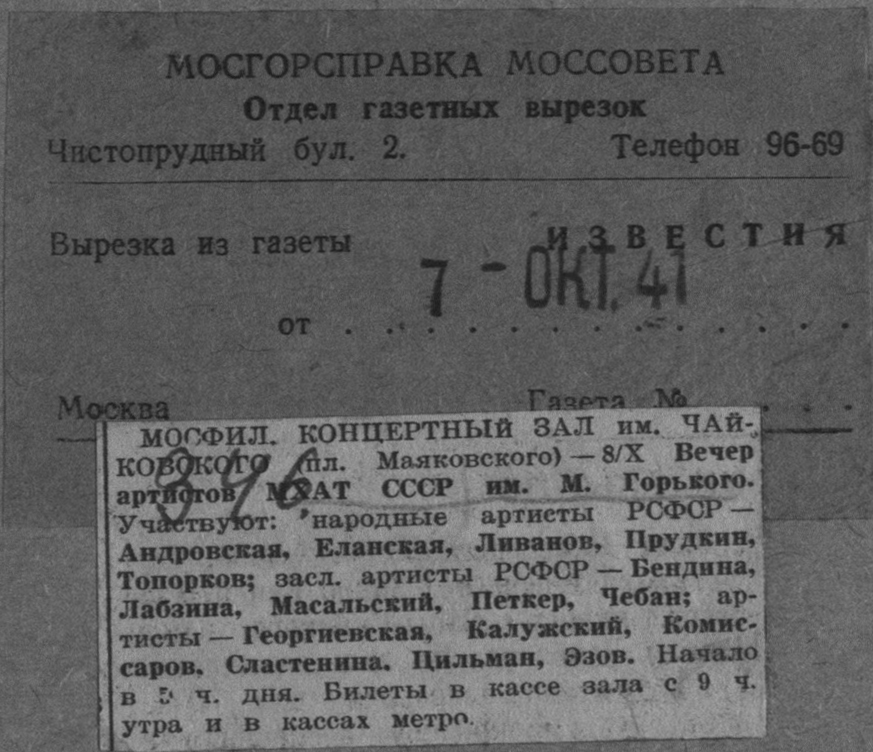 МОСГОРСПРАВКА МОССОВЕТА
Отдел газетных вырезок
Чистопрудный бул. 2. Телефон 96-69
Вырезка из газеты ИЗВЕСТИЯ
7 - ОКТ. 41
от . . . . . . . . . . . . .
Москва Газета № . . .
МОСФИЛ. КОНЦЕРТНЫЙ ЗАЛ им. ЧАЙ-
КОВСКОГО (пл. Маяковского) — 8/X Вечер
артистов МХАТ СССР им. М. Горького.
Участвуют: народные артисты РСФСР —
Андровская, Еланская, Ливанов, Прудкин,
Топорков; засл. артисты РСФСР — Бендина,
Лабзина, Масальский, Петкер, Чебан; ар-
тисты — Георгиевская, Калужский, Комис-
саров, Сластенина, Цильман, Эзов. Начало
в ч. дня. Билеты в кассе зала с 9 ч.
утра и в кассах метро.